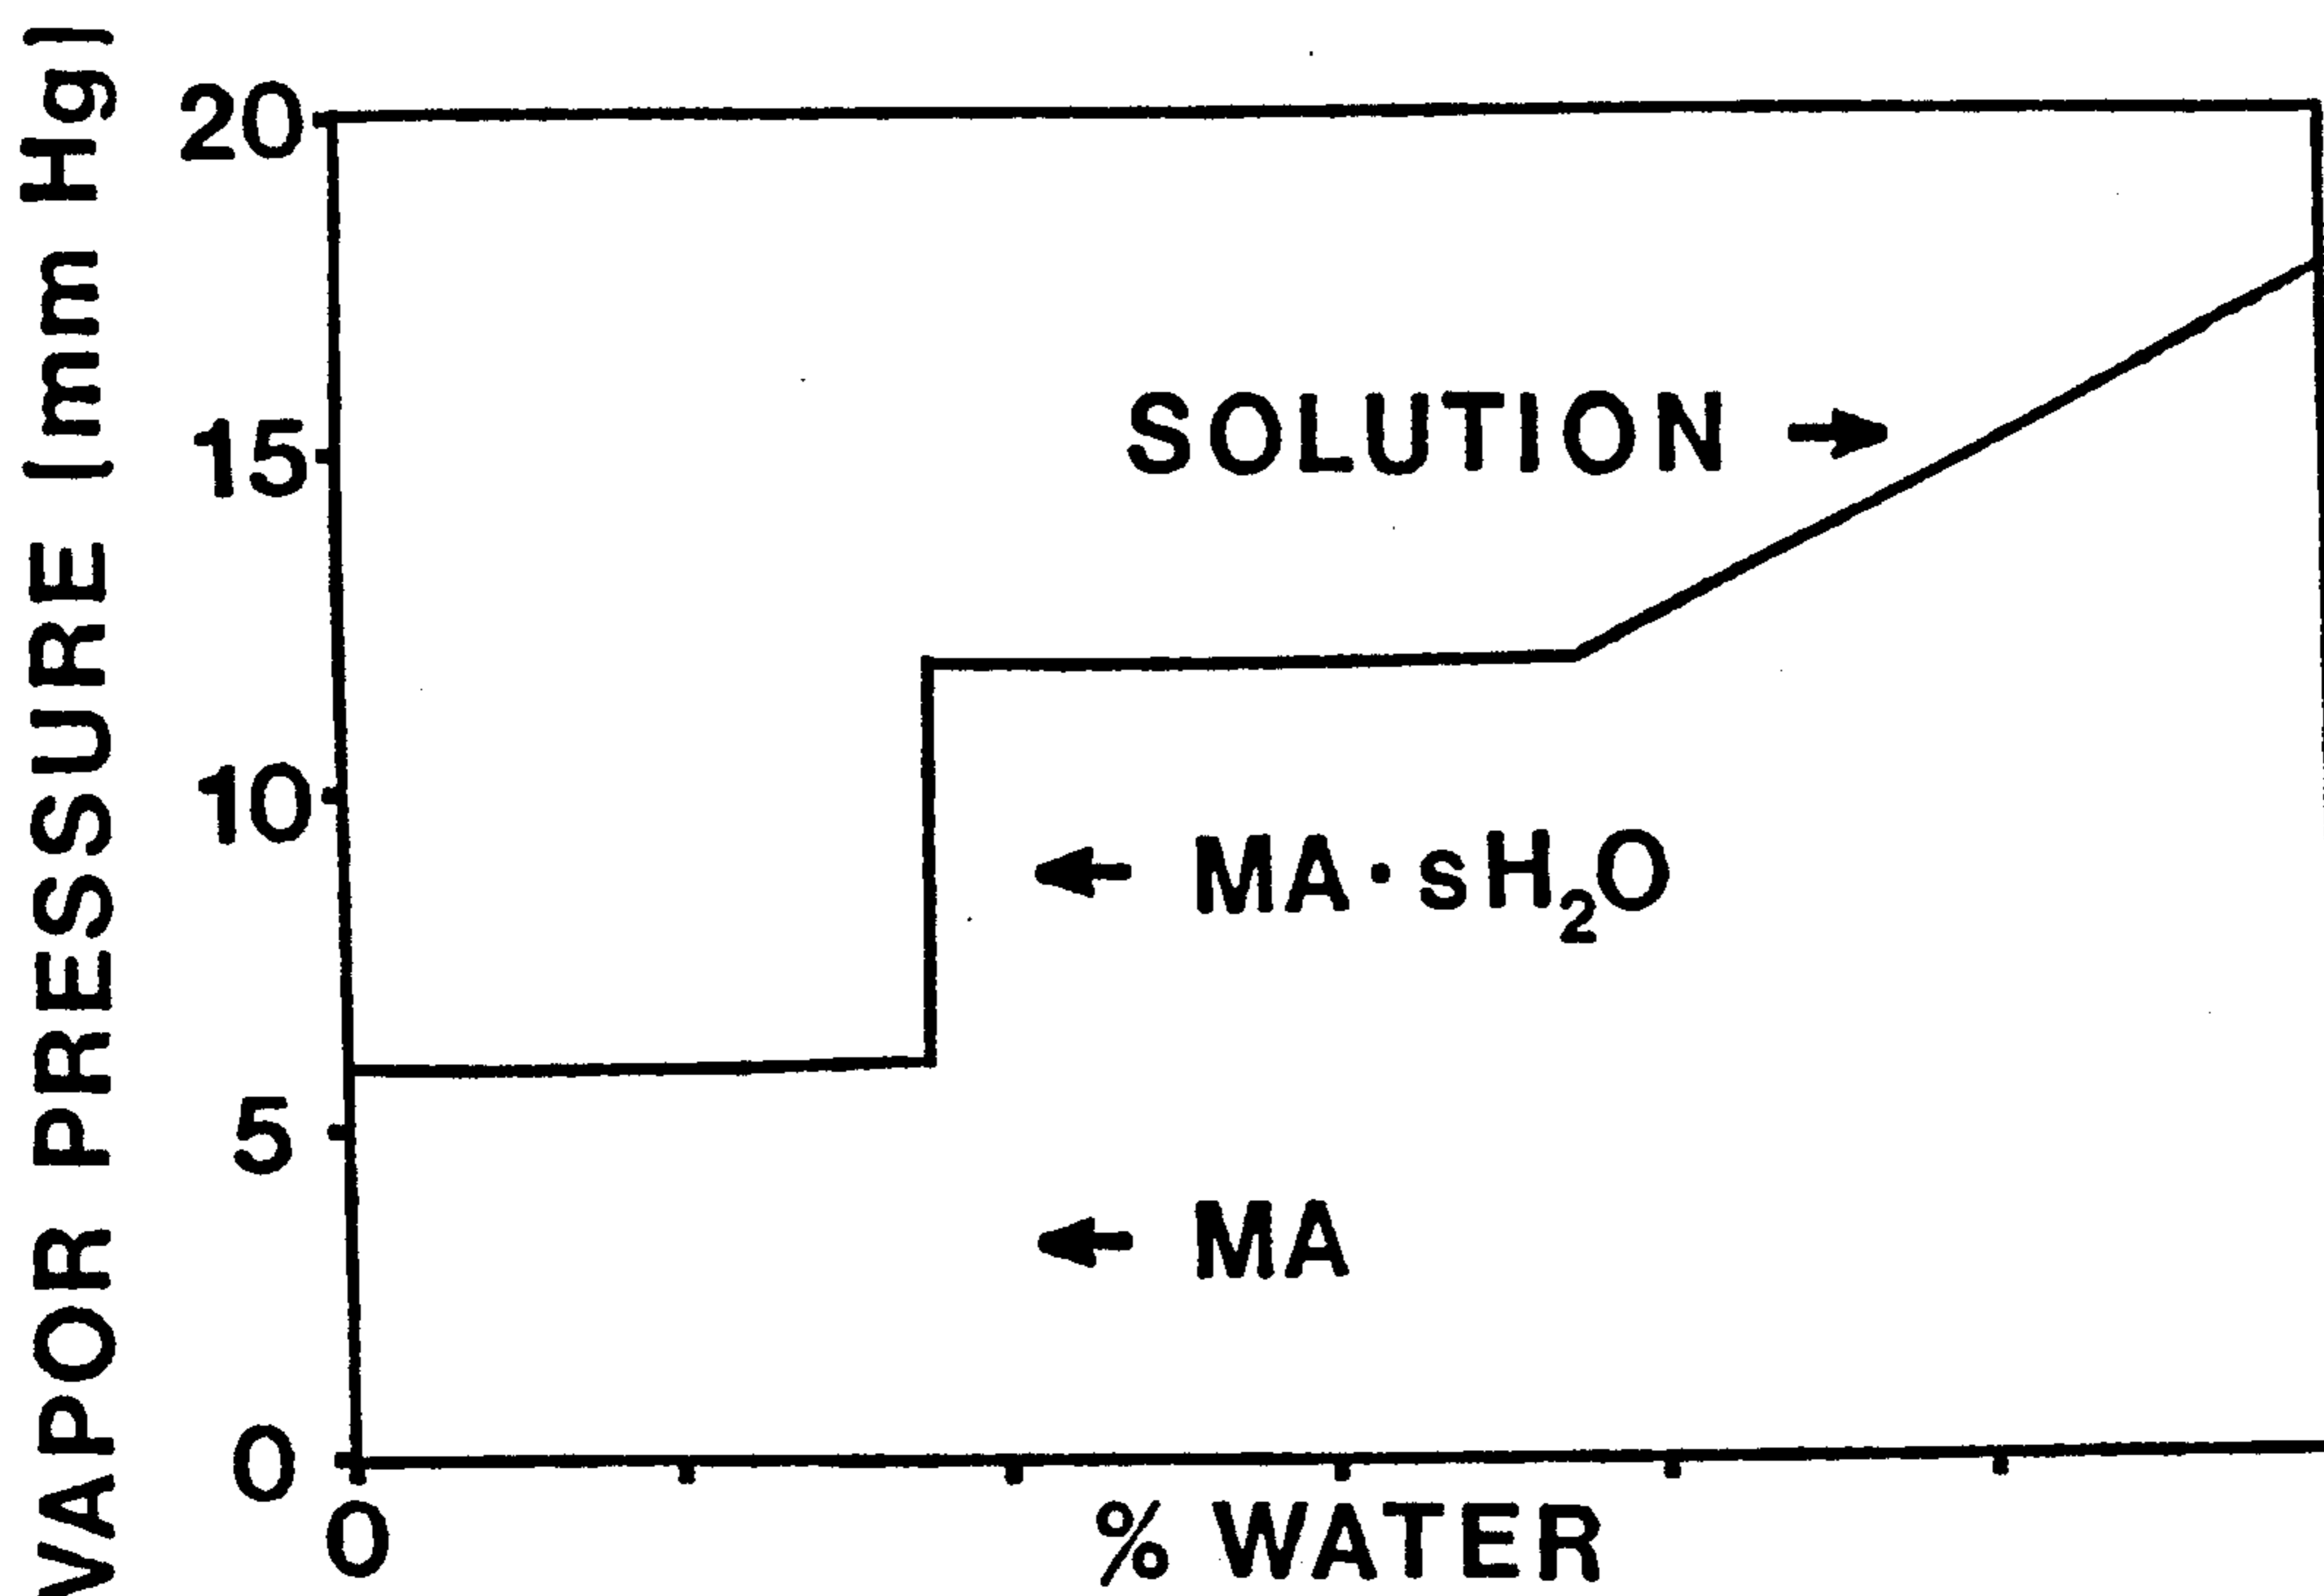 VAPOR PRESSURE (mm Hg)
20
15
10
5
0
SOLUTION →
← MA·sH₂O
← MA
0
% WATER